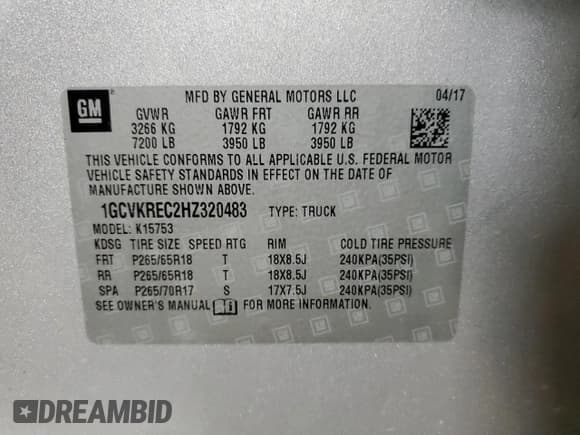 GM
MFD BY GENERAL MOTORS LLC 04/17
GVWR GAWR FRT GAWR RR
3266 KG 1792 KG 1792 KG
7200 LB 3950 LB 3950 LB
THIS VEHICLE CONFORMS TO ALL APPLICABLE U.S. FEDERAL MOTOR
VEHICLE SAFETY STANDARDS IN EFFECT ON THE DATE OF
MANUFACTURE SHOWN ABOVE.
1GCVKREC2HZ320483 TYPE: TRUCK
MODEL: K15753
KDSG TIRE SIZE SPEED RTG RIM COLD TIRE PRESSURE
FRT P265/65R18 T 18X8.5J 240KPA(35PSI)
RR P265/65R18 T 18X8.5J 240KPA(35PSI)
SPA P265/70R17 S 17X7.5J 240KPA(35PSI)
SEE OWNER'S MANUAL FOR MORE INFORMATION.
DREAMBID